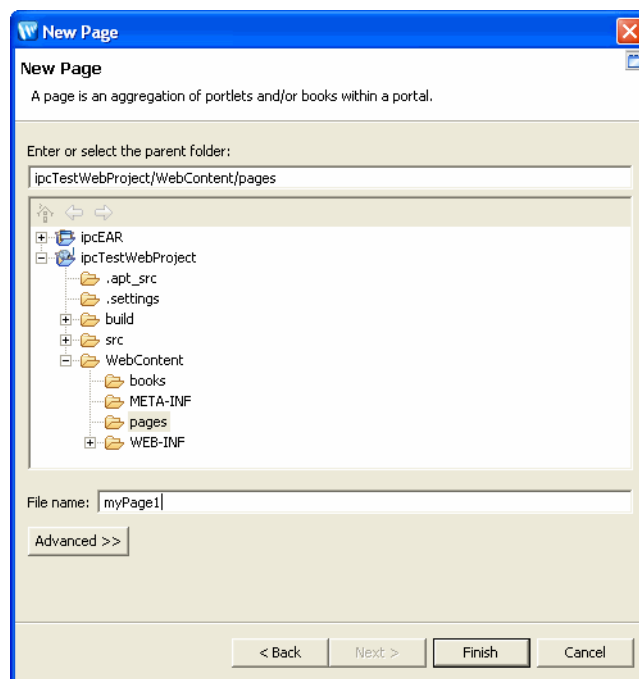 New Page
New Page
A page is an aggregation of portlets and/or books within a portal.
Enter or select the parent folder:
ipcTestWebProject/WebContent/pages
ipcEAR
ipcTestWebProject
.apt_src
.settings
build
src
WebContent
books
META-INF
pages
WEB-INF
File name: myPage1
Advanced >>
< Back Next > Finish Cancel